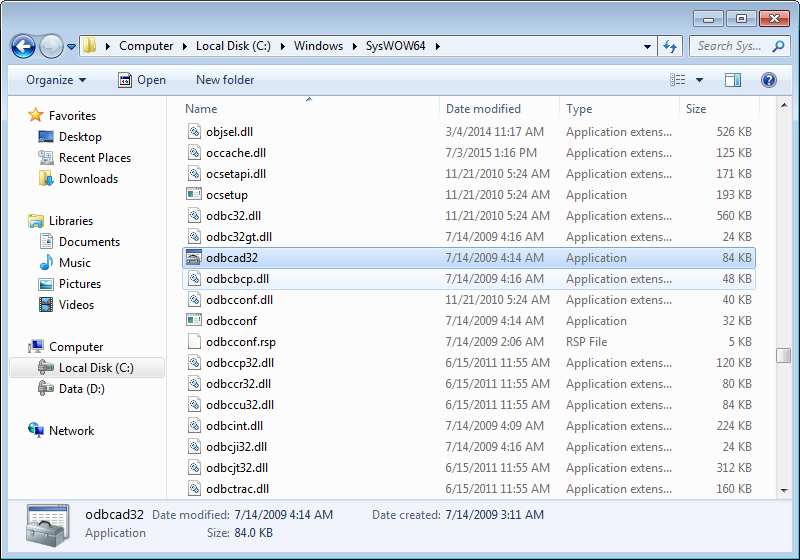 Computer Local Disk (C:) Windows SysWOW64 Search Sys...
Organize Open New folder
Favorites
Desktop
Recent Places
Downloads
Libraries
Documents
Music
Pictures
Videos
Computer
Local Disk (C:)
Data (D:)
Network
Name Date modified Type Size
objsel.dll 3/4/2014 11:17 AM Application extens... 526 KB
occache.dll 7/3/2015 1:16 PM Application extens... 125 KB
ocsetapi.dll 11/21/2010 5:24 AM Application extens... 171 KB
ocsetup 11/21/2010 5:24 AM Application 193 KB
odbc32.dll 11/21/2010 5:24 AM Application extens... 560 KB
odbc32gt.dll 7/14/2009 4:16 AM Application extens... 24 KB
odbcad32 7/14/2009 4:14 AM Application 84 KB
odbcbcp.dll 7/14/2009 4:16 AM Application extens... 48 KB
odbcconf.dll 11/21/2010 5:24 AM Application extens... 40 KB
odbcconf 7/14/2009 4:14 AM Application 32 KB
odbcconf.rsp 7/14/2009 2:06 AM RSP File 5 KB
odbccp32.dll 6/15/2011 11:55 AM Application extens... 120 KB
odbccr32.dll 6/15/2011 11:55 AM Application extens... 80 KB
odbccu32.dll 6/15/2011 11:55 AM Application extens... 84 KB
odbcint.dll 7/14/2009 4:09 AM Application extens... 224 KB
odbcji32.dll 7/14/2009 4:16 AM Application extens... 24 KB
odbcjt32.dll 6/15/2011 11:55 AM Application extens... 312 KB
odbctrac.dll 6/15/2011 11:55 AM Application extens... 160 KB
odbcad32 Date modified: 7/14/2009 4:14 AM Date created: 7/14/2009 3:11 AM
Application Size: 84.0 KB